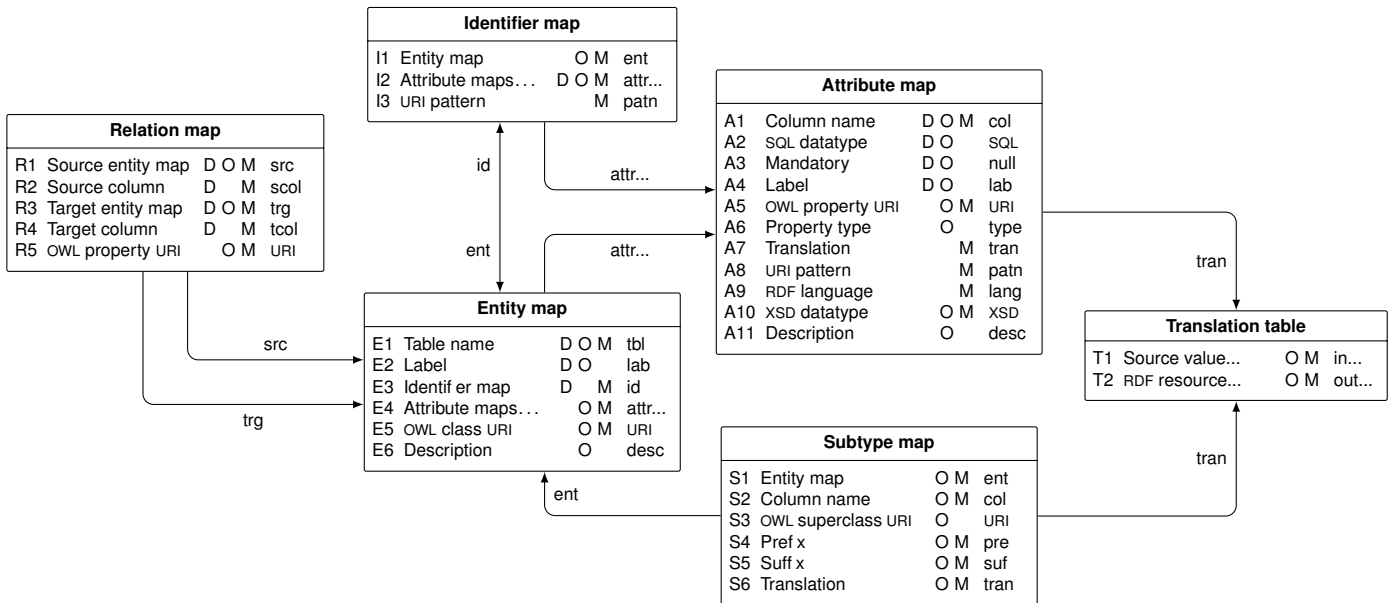 Identifier map
I1 Entity map O M ent
I2 Attribute maps... D O M attr...
I3 URI pattern M patn
Relation map
R1 Source entity map D O M src
R2 Source column D M scol
R3 Target entity map D O M trg
R4 Target column D M tcol
R5 OWL property URI O M URI
Attribute map
A1 Column name D O M col
A2 SQL datatype D O SQL
A3 Mandatory D O null
A4 Label D O lab
A5 OWL property URI O M URI
A6 Property type O type
A7 Translation M tran
A8 URI pattern M patn
A9 RDF language M lang
A10 XSD datatype O M XSD
A11 Description O desc
id
ent
attr...
attr...
src
trg
tran
Entity map
E1 Table name D O M tbl
E2 Label D O lab
E3 Identif er map D M id
E4 Attribute maps... O M attr...
E5 OWL class URI O M URI
E6 Description O desc
Translation table
T1 Source value... O M in...
T2 RDF resource... O M out...
ent
tran
Subtype map
S1 Entity map O M ent
S2 Column name O M col
S3 OWL superclass URI O URI
S4 Pref x O M pre
S5 Suff x O M suf
S6 Translation O M tran